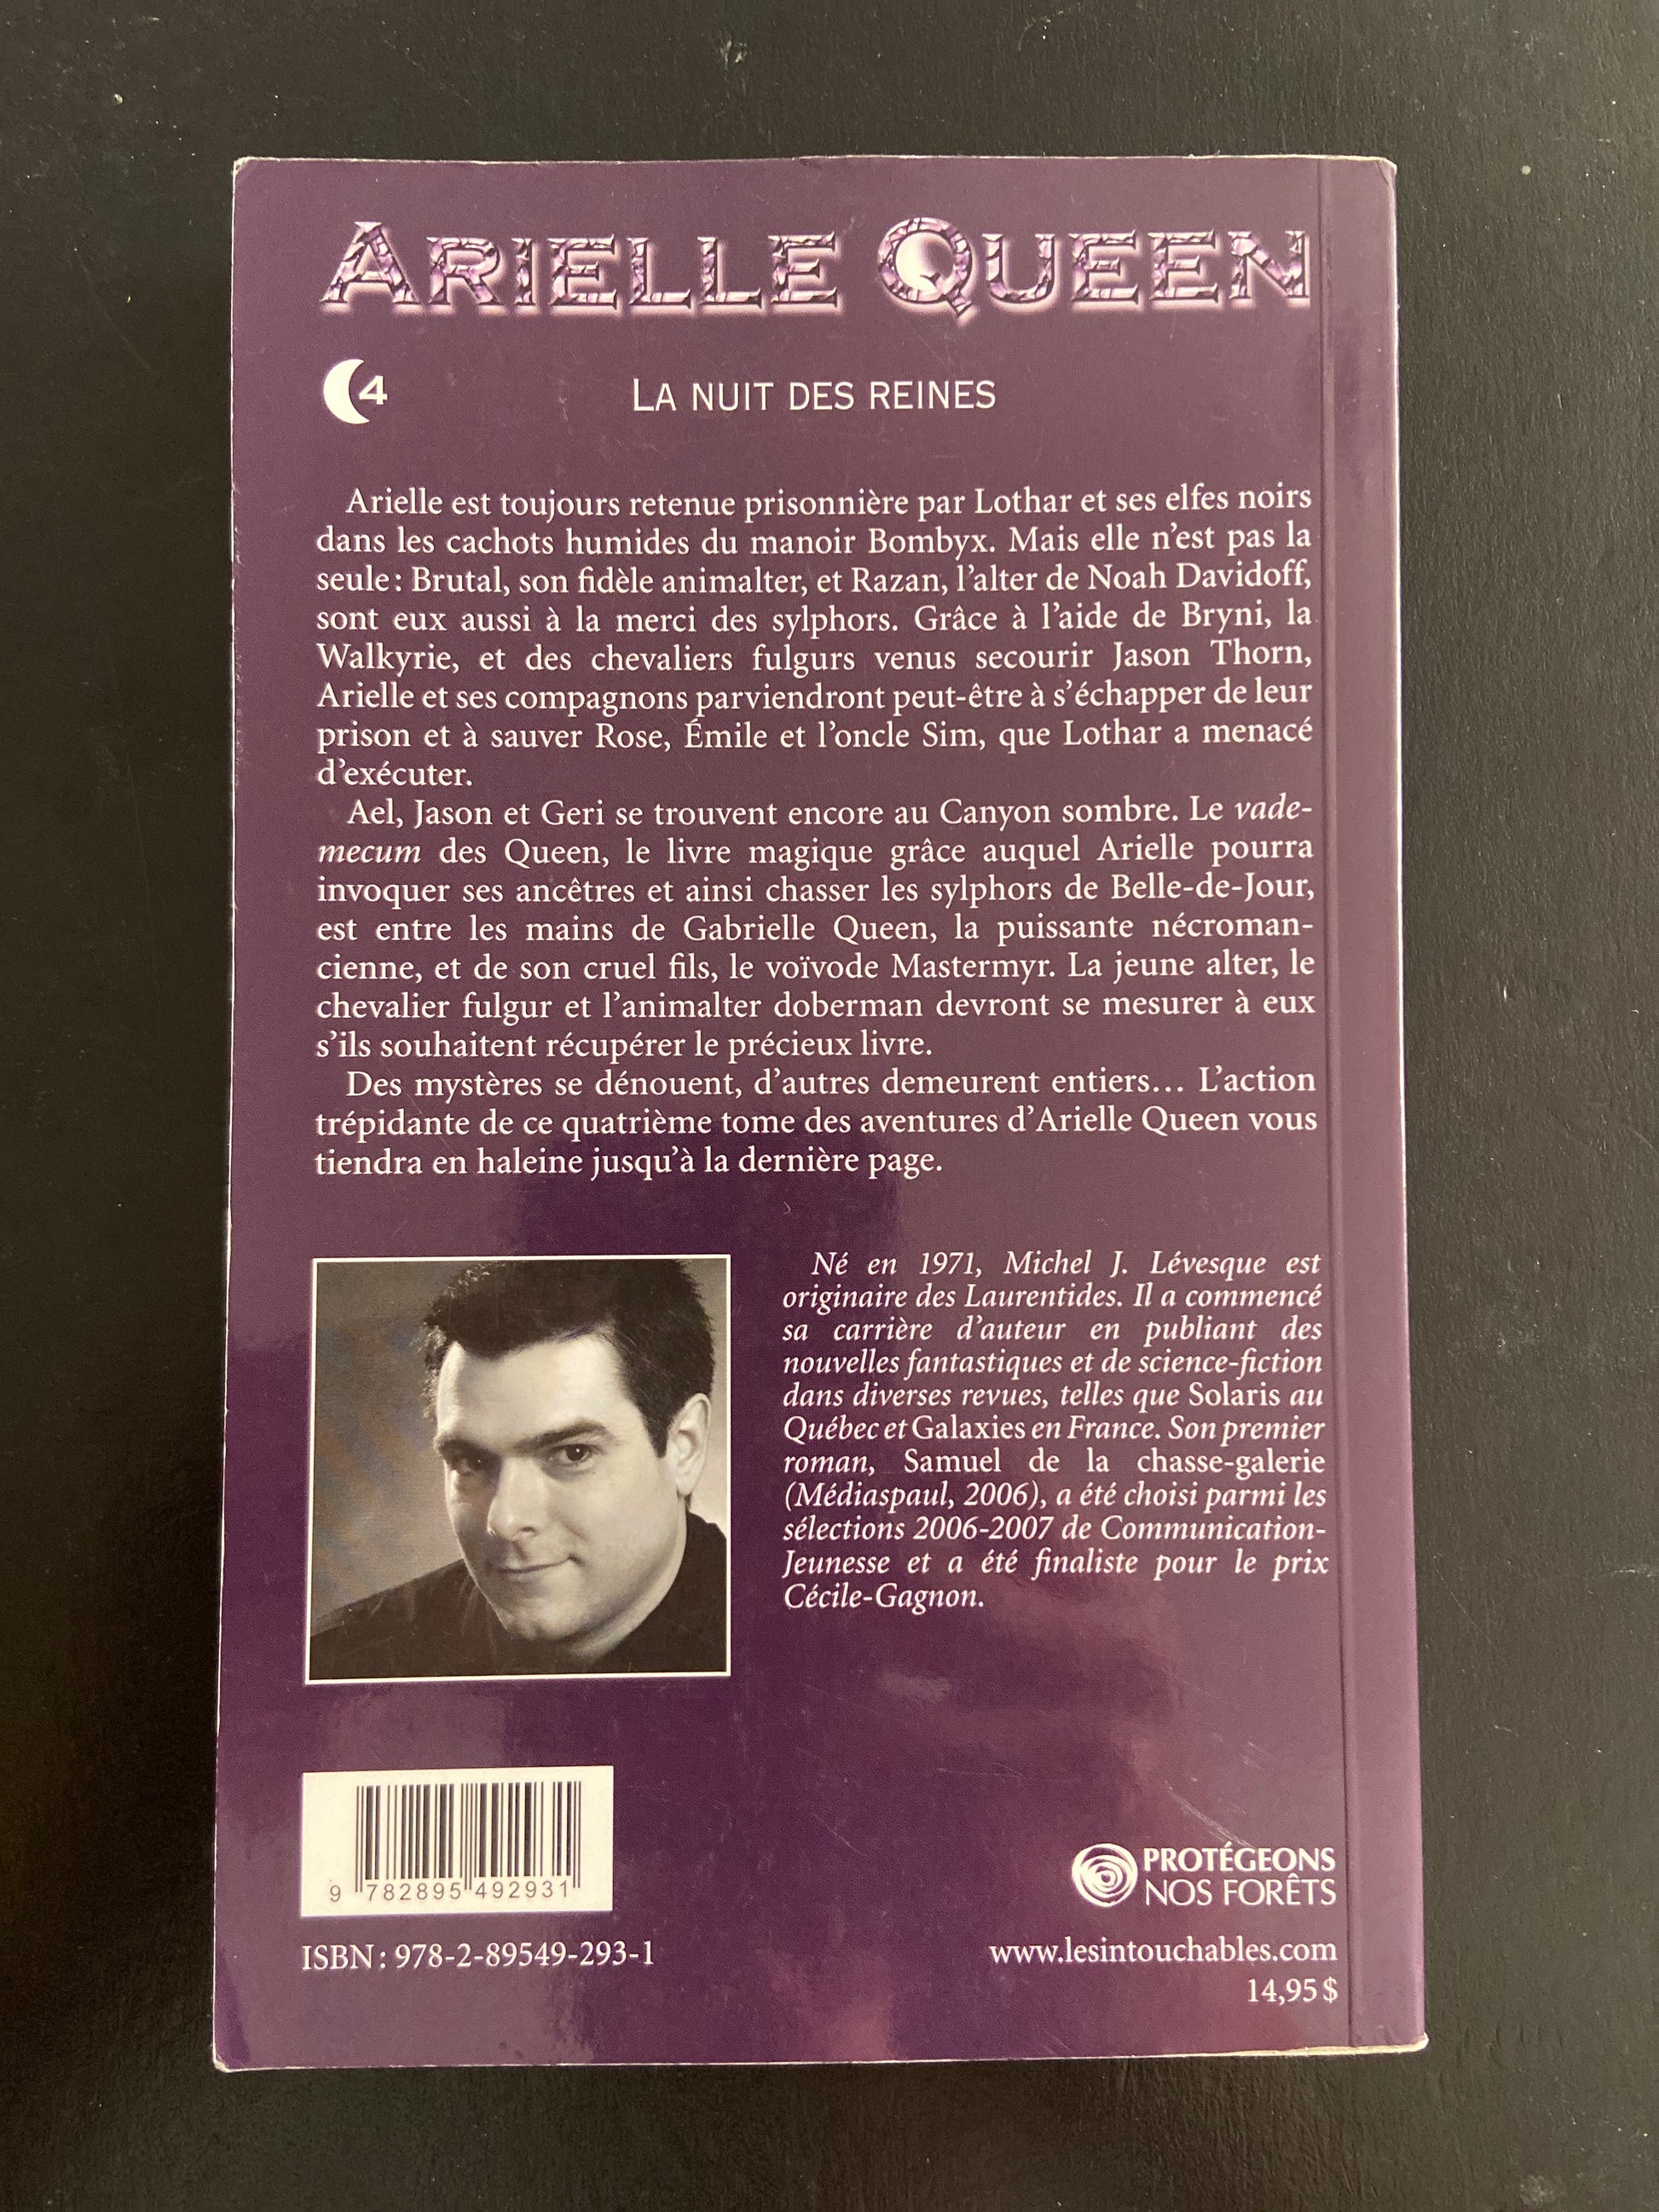 ARIELLE QUEEN
4
LA NUIT DES REINES
Arielle est toujours retenue prisonnière par Lothar et ses elfes noirs
dans les cachots humides du manoir Bombyx. Mais elle n'est pas la
seule : Brutal, son fidèle animalter, et Razan, l'alter de Noah Davidoff,
sont eux aussi à la merci des sylphors. Grâce à l'aide de Bryni, la
Walkyrie, et des chevaliers fulgurs venus secourir Jason Thorn,
Arielle et ses compagnons parviendront peut-être à s'échapper de leur
prison et à sauver Rose, Émile et l'oncle Sim, que Lothar a menacé
d'exécuter.
Ael, Jason et Geri se trouvent encore au Canyon sombre. Le vade-
mecum des Queen, le livre magique grâce auquel Arielle pourra
invoquer ses ancêtres et ainsi chasser les sylphors de Belle-de-Jour,
est entre les mains de Gabrielle Queen, la puissante nécroman-
cienne, et de son cruel fils, le voïvode Mastermyr. La jeune alter, le
chevalier fulgur et l'animalter doberman devront se mesurer à eux
s'ils souhaitent récupérer le précieux livre.
Des mystères se dénouent, d'autres demeurent entiers... L'action
trépidante de ce quatrième tome des aventures d'Arielle Queen vous
tiendra en haleine jusqu'à la dernière page.
Né en 1971, Michel J. Lévesque est
originaire des Laurentides. Il a commencé
sa carrière d'auteur en publiant des
nouvelles fantastiques et de science-fiction
dans diverses revues, telles que Solaris au
Québec et Galaxies en France. Son premier
roman, Samuel de la chasse-galerie
(Médiaspaul, 2006), a été choisi parmi les
sélections 2006-2007 de Communication-
Jeunesse et a été finaliste pour le prix
Cécile-Gagnon.
9 782895 492931
ISBN : 978-2-89549-293-1
PROTÉGEONS
NOS FORÊTS
www.lesintouchables.com
14,95 $